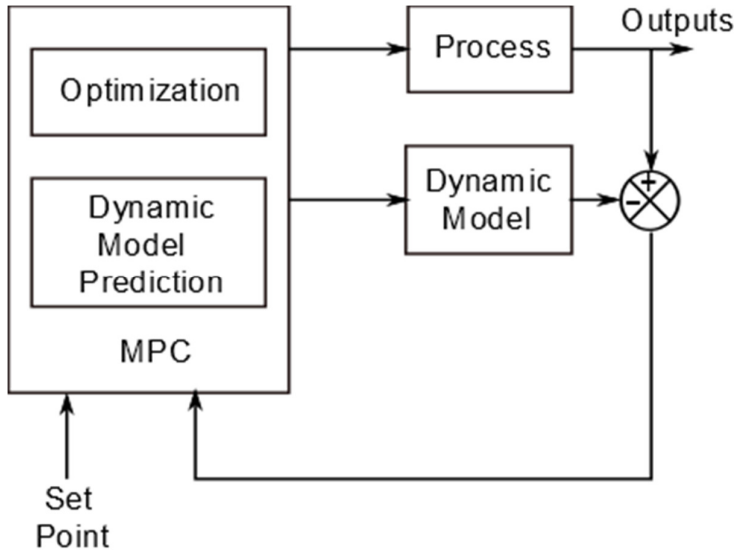 Outputs
Process
Optimization
Dynamic
Model
Dynamic
Model
Prediction
+
−
MPC
Set
Point